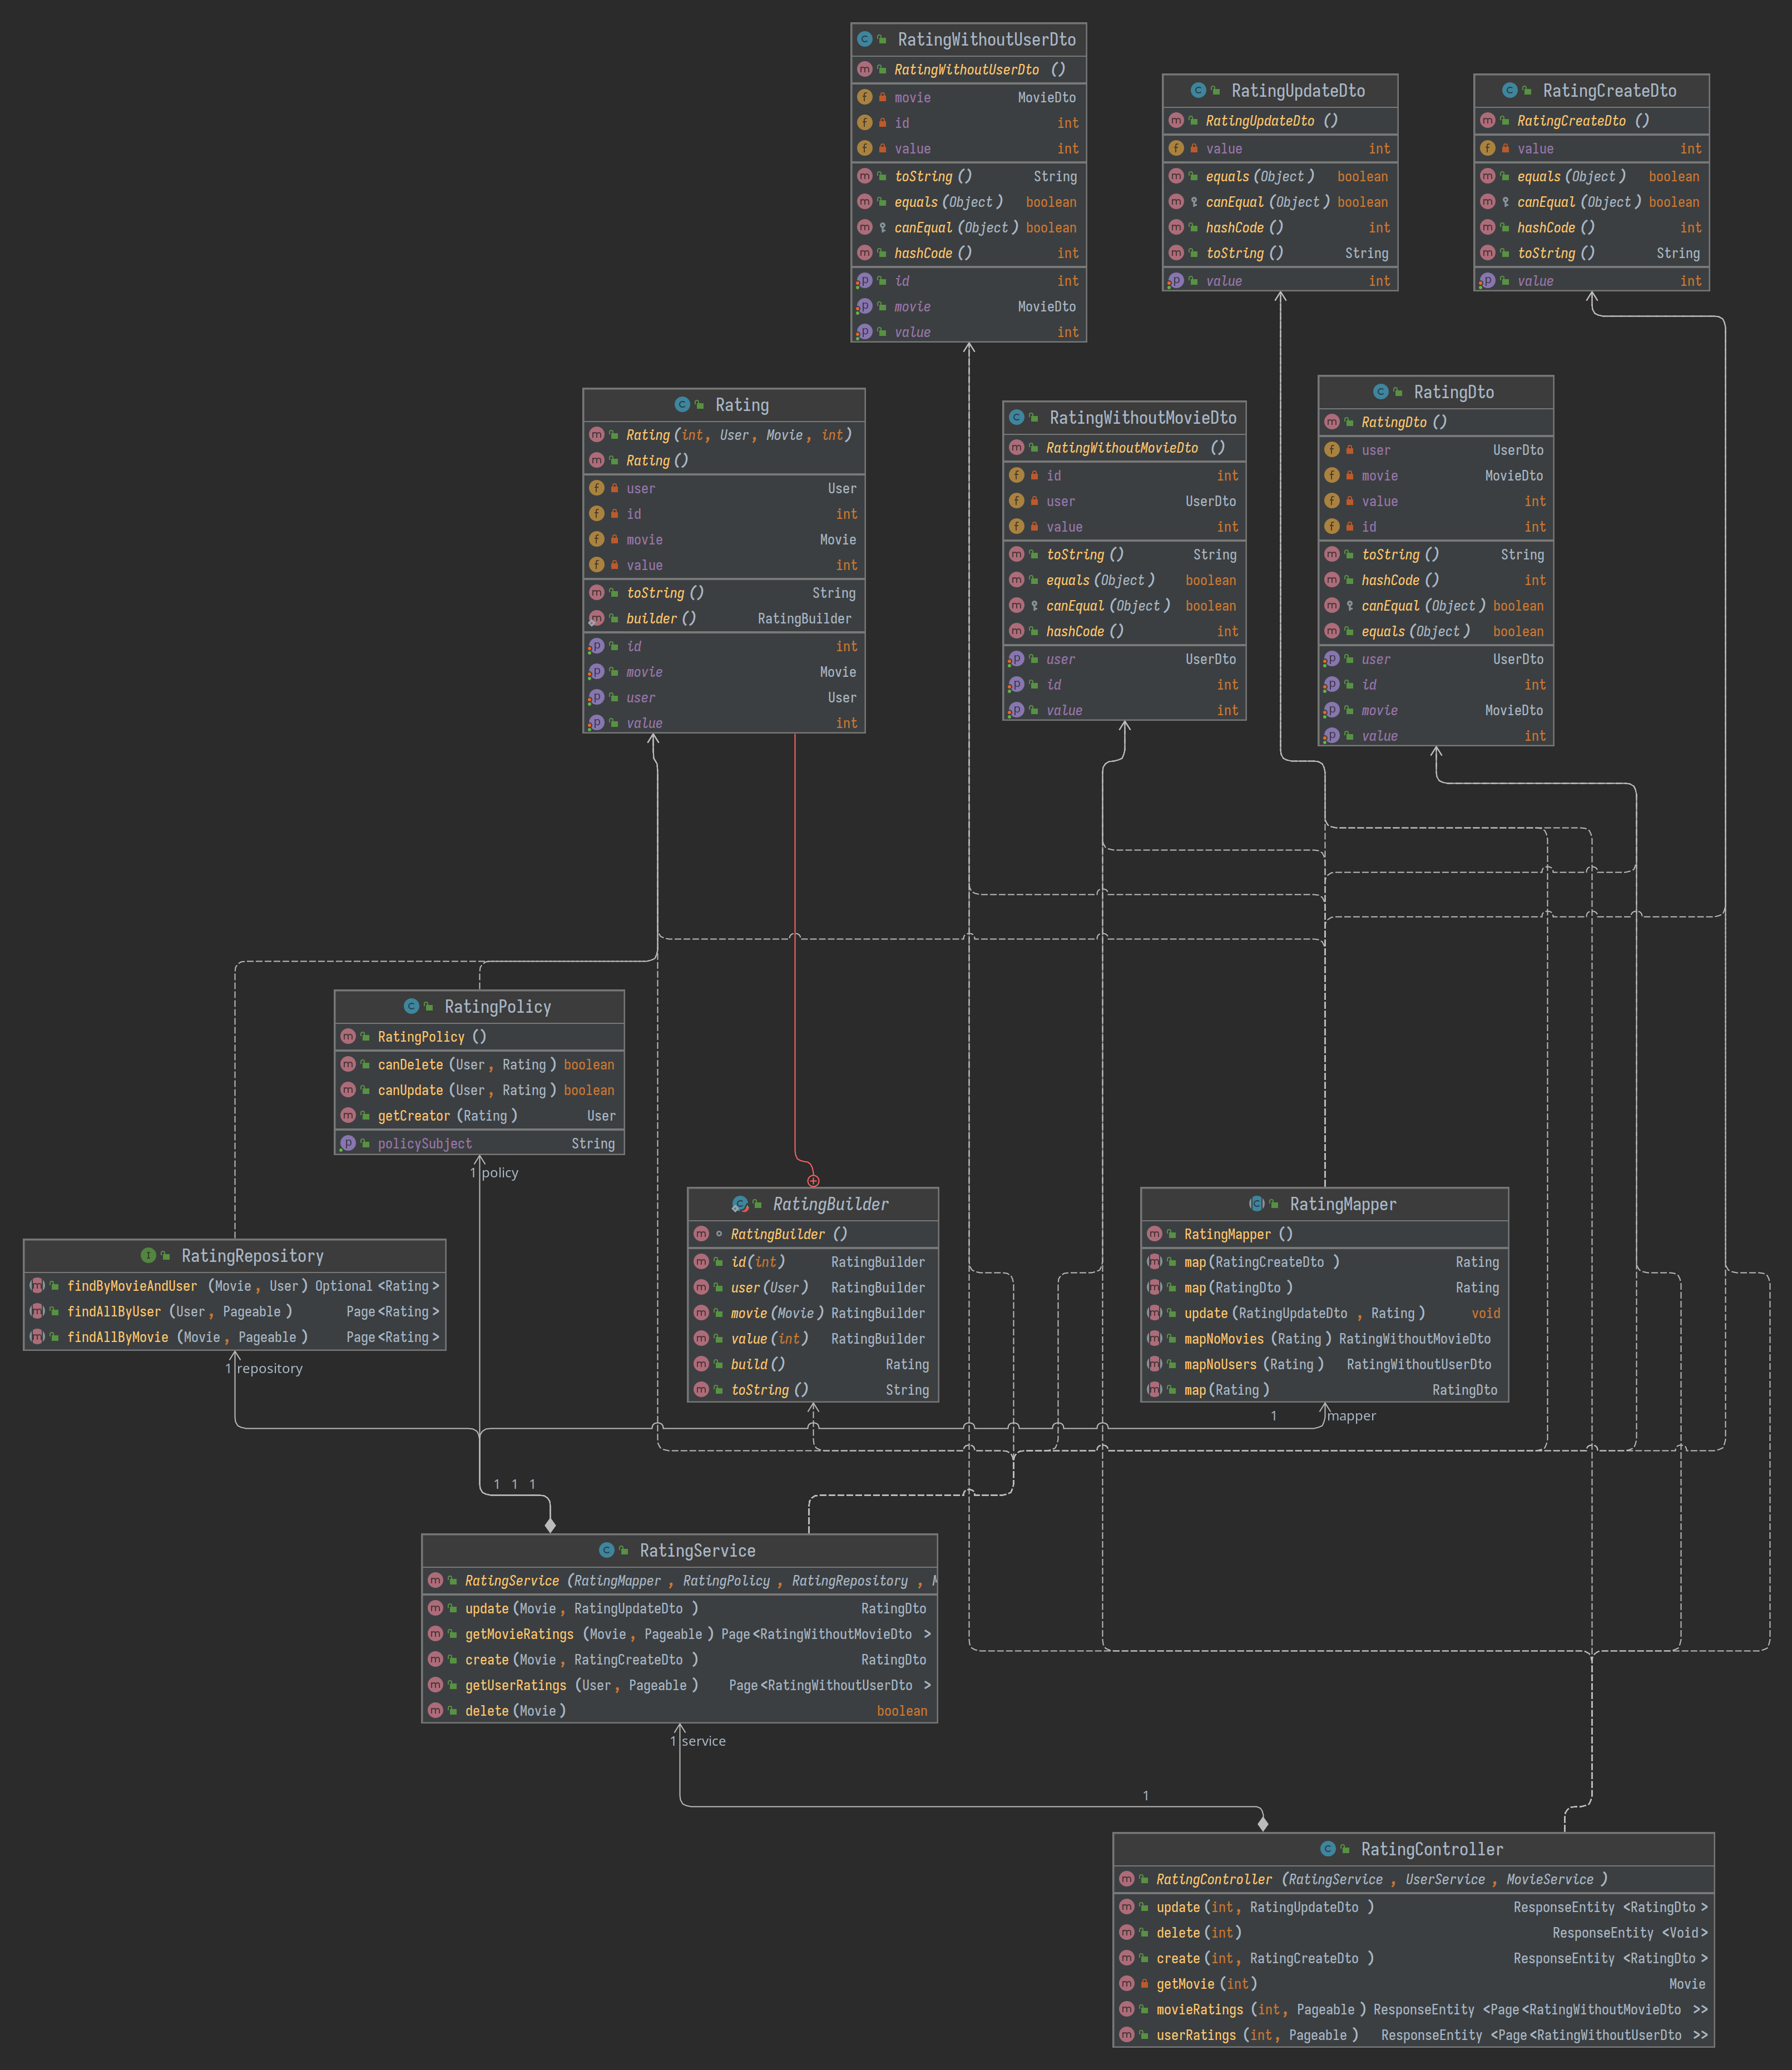 RatingWithoutUserDto
RatingWithoutUserDto ()
movie MovieDto
id int
value int
toString () String
equals (Object) boolean
canEqual (Object) boolean
hashCode () int
id int
movie MovieDto
value int
RatingUpdateDto
RatingUpdateDto ()
value int
equals (Object) boolean
canEqual (Object) boolean
hashCode () int
toString () String
value int
RatingCreateDto
RatingCreateDto ()
value int
equals (Object) boolean
canEqual (Object) boolean
hashCode () int
toString () String
value int
Rating
Rating (int, User, Movie, int)
Rating ()
user User
id int
movie Movie
value int
toString () String
builder () RatingBuilder
id int
movie Movie
user User
value int
RatingWithoutMovieDto
RatingWithoutMovieDto ()
id int
user UserDto
value int
toString () String
equals (Object) boolean
canEqual (Object) boolean
hashCode () int
user UserDto
id int
value int
RatingDto
RatingDto ()
user UserDto
movie MovieDto
value int
id int
toString () String
hashCode () int
canEqual (Object) boolean
equals (Object) boolean
user UserDto
id int
movie MovieDto
value int
RatingPolicy
RatingPolicy ()
canDelete (User, Rating) boolean
canUpdate (User, Rating) boolean
getCreator (Rating) User
policySubject String
1 policy
RatingBuilder
RatingBuilder ()
id(int) RatingBuilder
user (User) RatingBuilder
movie (Movie) RatingBuilder
value (int) RatingBuilder
build () Rating
toString () String
RatingMapper
RatingMapper ()
map (RatingCreateDto ) Rating
map (RatingDto ) Rating
update (RatingUpdateDto , Rating) void
mapNoMovies (Rating) RatingWithoutMovieDto
mapNoUsers (Rating) RatingWithoutUserDto
map (Rating) RatingDto
1 mapper
RatingRepository
findByMovieAndUser (Movie, User) Optional <Rating>
findAllByUser (User, Pageable) Page<Rating>
findAllByMovie (Movie, Pageable) Page<Rating>
1 repository
1 1 1
RatingService
RatingService (RatingMapper , RatingPolicy , RatingRepository ,
update (Movie, RatingUpdateDto ) RatingDto
getMovieRatings (Movie, Pageable) Page<RatingWithoutMovieDto >
create (Movie, RatingCreateDto ) RatingDto
getUserRatings (User, Pageable) Page<RatingWithoutUserDto >
delete (Movie) boolean
1 service
1
RatingController
RatingController (RatingService , UserService , MovieService )
update (int, RatingUpdateDto ) ResponseEntity <RatingDto >
delete (int) ResponseEntity <Void>
create (int, RatingCreateDto ) ResponseEntity <RatingDto >
getMovie (int) Movie
movieRatings (int, Pageable) ResponseEntity <Page<RatingWithoutMovieDto >>
userRatings (int, Pageable) ResponseEntity <Page<RatingWithoutUserDto >>